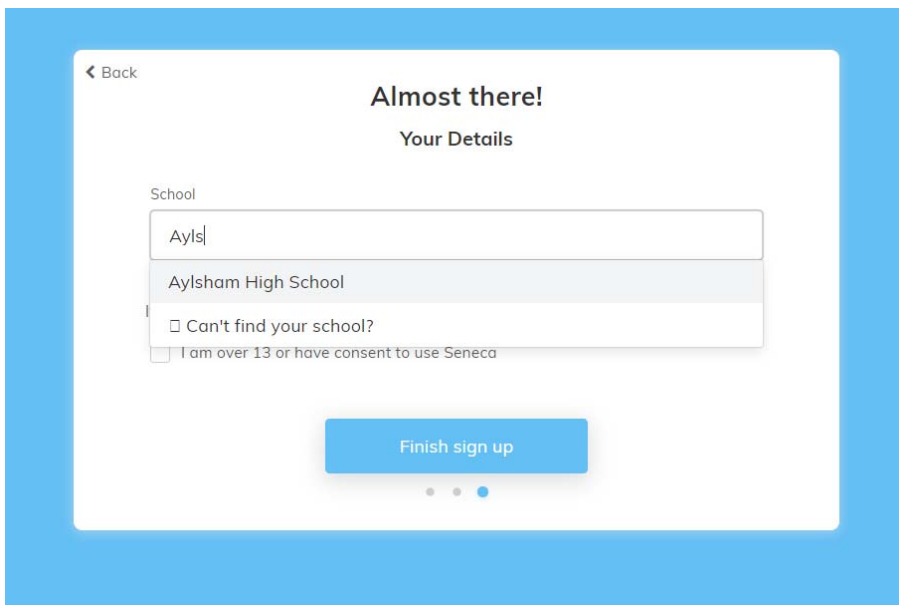 Back
Almost there!
Your Details
School
Ayls
Aylsham High School
Can't find your school?
I am over 13 or have consent to use Seneca
Finish sign up